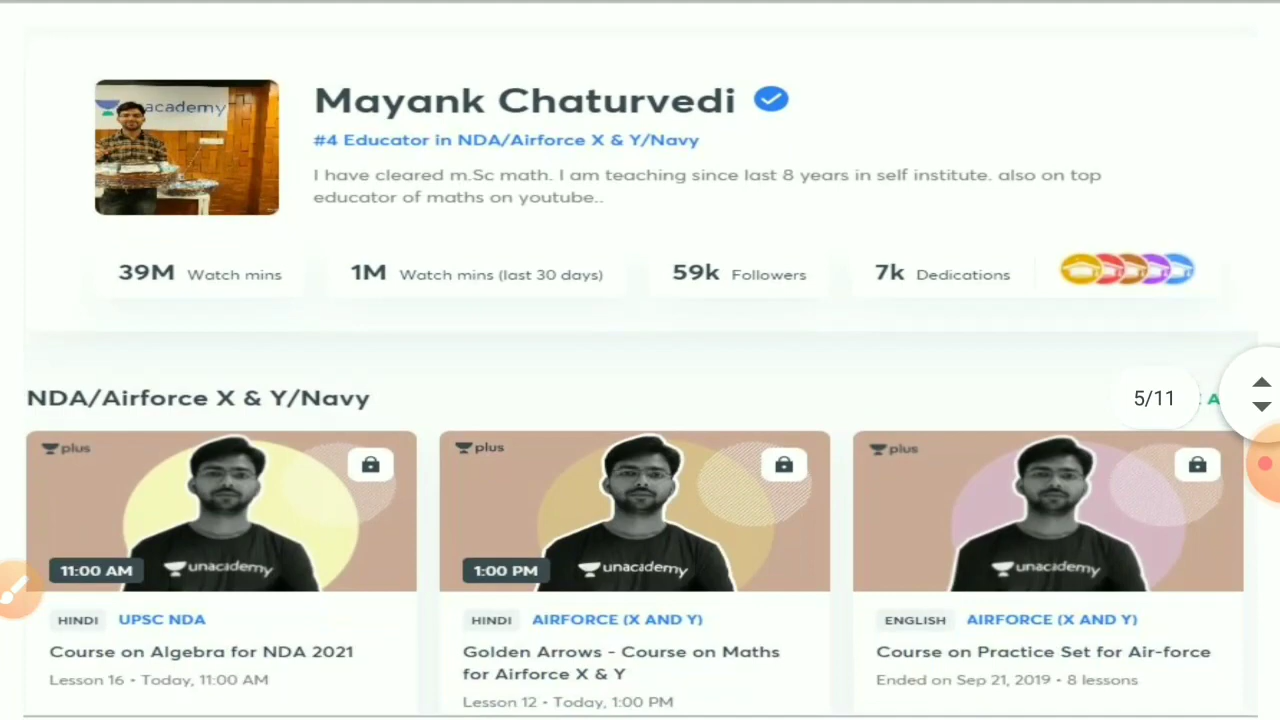 unacademy
Mayank Chaturvedi
#4 Educator in NDA/Airforce X & Y/Navy
I have cleared m.Sc math. I am teaching since last 8 years in self institute. also on top
educator of maths on youtube..
39M Watch mins
1M Watch mins (last 30 days)
59k Followers
7k Dedications
NDA/Airforce X & Y/Navy
5/11
plus
plus
plus
unacademy
unacademy
unacademy
11:00 AM
1:00 PM
HINDI UPSC NDA
HINDI AIRFORCE (X AND Y)
ENGLISH AIRFORCE (X AND Y)
Course on Algebra for NDA 2021
Golden Arrows - Course on Maths
for Airforce X & Y
Course on Practice Set for Air-force
Lesson 16 • Today, 11:00 AM
Lesson 12 • Today, 1:00 PM
Ended on Sep 21, 2019 • 8 lessons